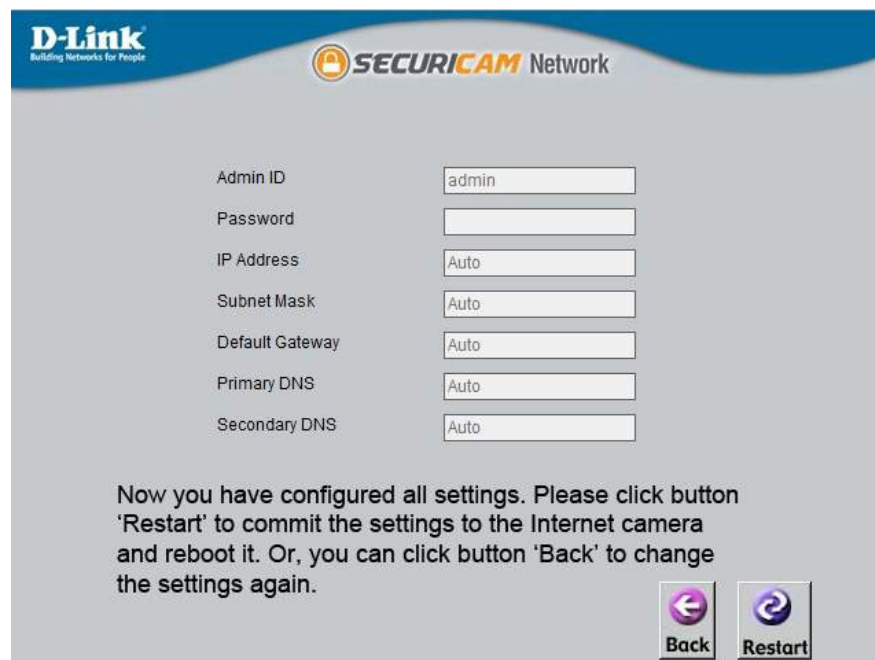 D-Link
Building Networks for People
SECURICAM Network
Admin ID admin
Password
IP Address Auto
Subnet Mask Auto
Default Gateway Auto
Primary DNS Auto
Secondary DNS Auto
Now you have configured all settings. Please click button
‘Restart’ to commit the settings to the Internet camera
and reboot it. Or, you can click button ‘Back’ to change
the settings again.
Back Restart